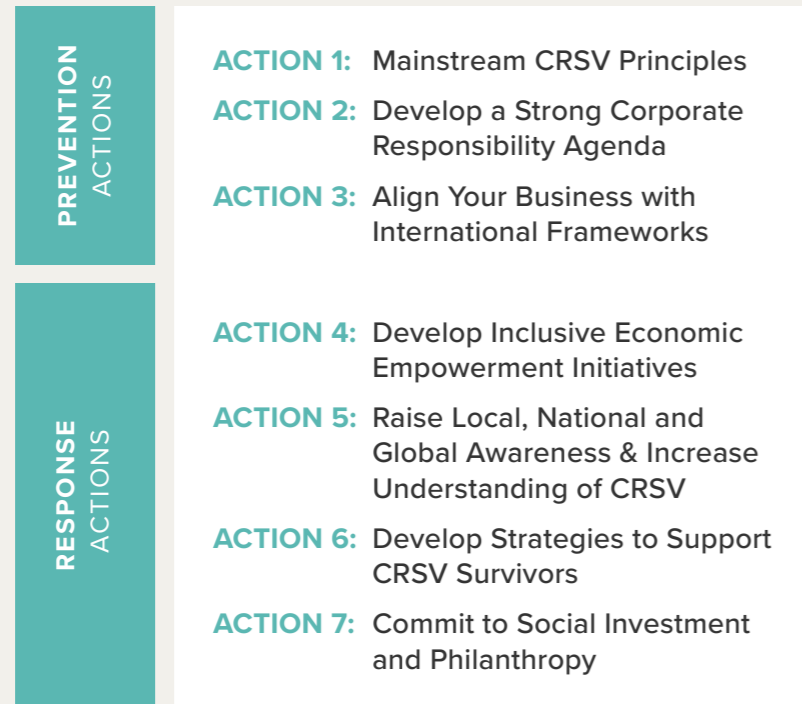 PREVENTION
ACTIONS
ACTION 1: Mainstream CRSV Principles
ACTION 2: Develop a Strong Corporate
Responsibility Agenda
ACTION 3: Align Your Business with
International Frameworks
RESPONSE
ACTIONS
ACTION 4: Develop Inclusive Economic
Empowerment Initiatives
ACTION 5: Raise Local, National and
Global Awareness & Increase
Understanding of CRSV
ACTION 6: Develop Strategies to Support
CRSV Survivors
ACTION 7: Commit to Social Investment
and Philanthropy